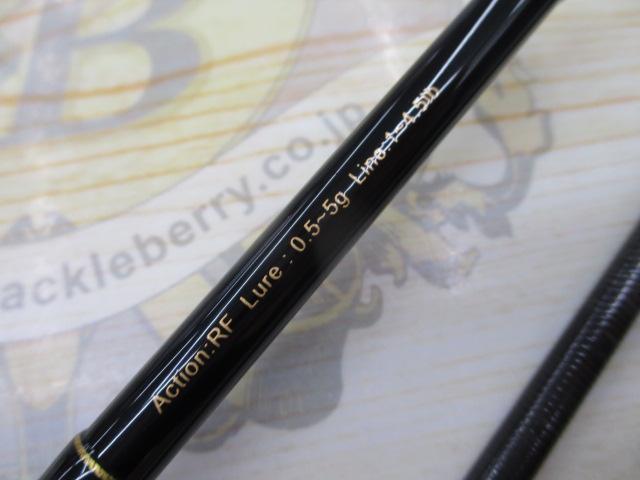 B
ackleberry.co.jp
Action:RF Lure : 0.5~5g Line:1~4.5lb